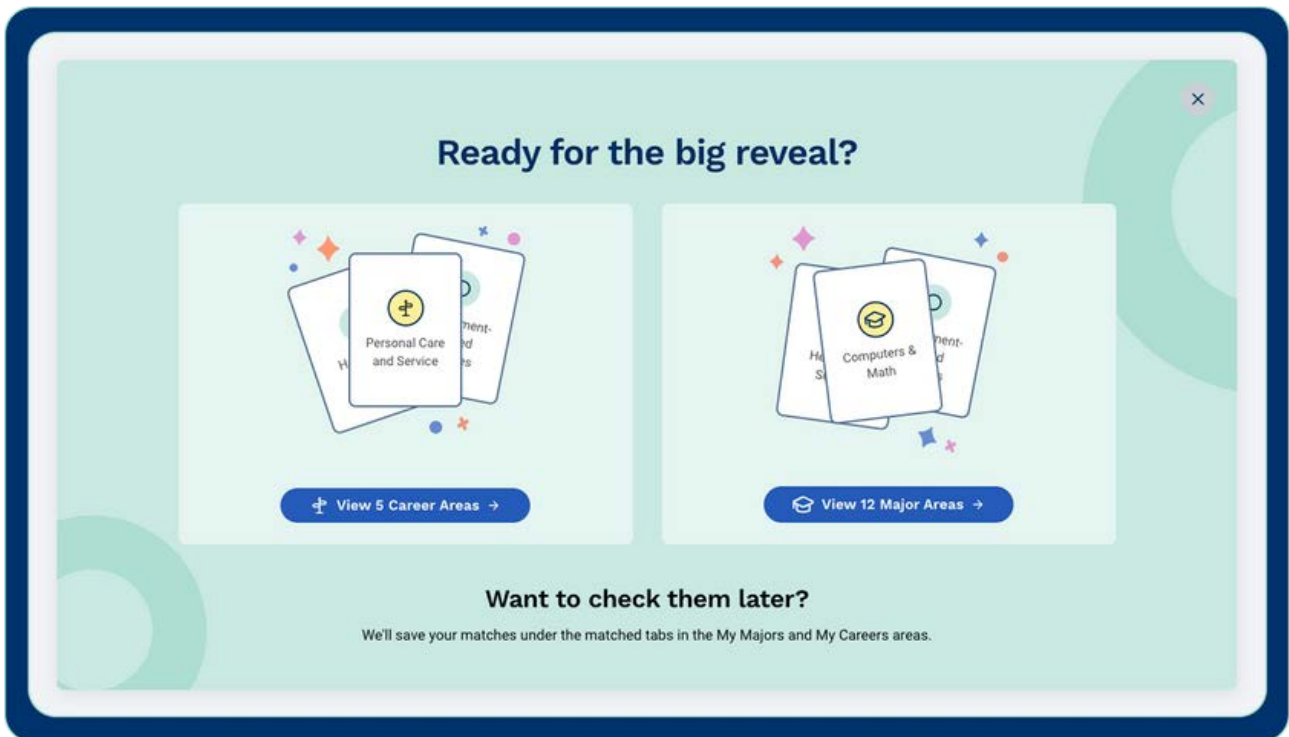 Ready for the big reveal?
Personal Care
and Service
Computers &
Math
View 5 Career Areas →
View 12 Major Areas →
Want to check them later?
We'll save your matches under the matched tabs in the My Majors and My Careers areas.